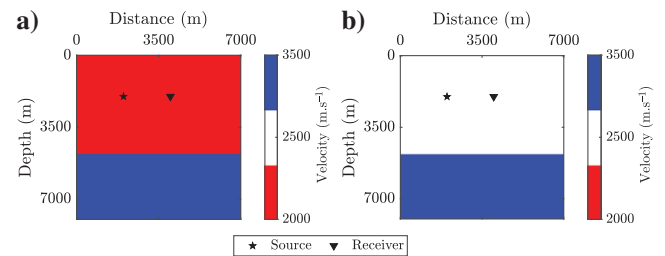 a)
Distance (m)
0 3500 7000
Depth (m)
0
3500
7000
3500
2500
2000
Velocity (m.s⁻¹)
b)
Distance (m)
0 3500 7000
Depth (m)
0
3500
7000
3500
2500
2000
Velocity (m.s⁻¹)
Source Receiver